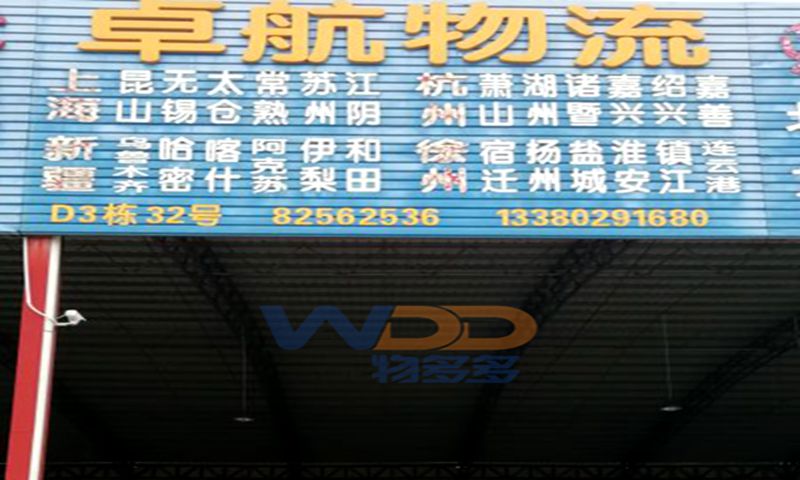 卓航物流
上海 昆山 无锡 太仓 常熟 苏州 江阴 杭州 萧山 湖州 诸暨 嘉兴 绍兴 嘉善
新疆 乌鲁木齐 哈密 喀什 阿克苏 伊梨 和田 徐州 宿迁 扬州 盐城 淮安 镇江 连云港
D3栋32号 82562536 13380291680
WDD
物多多